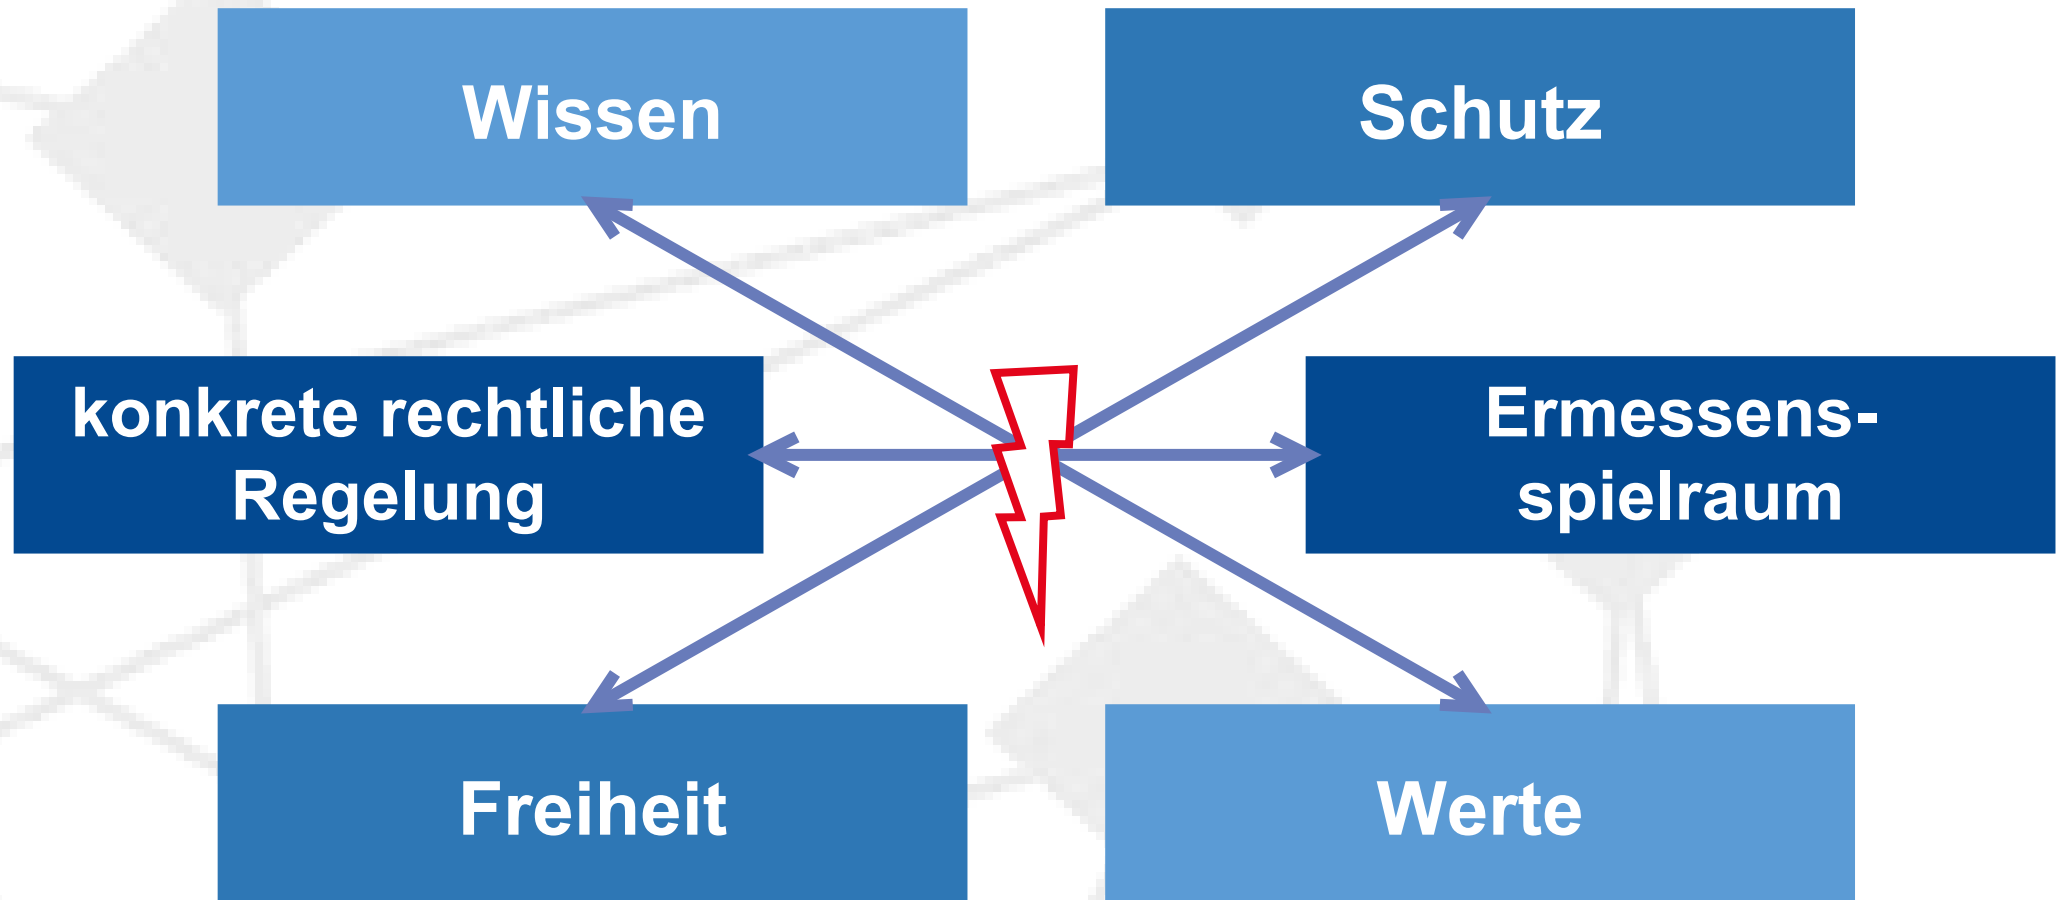 Wissen
Schutz
konkrete rechtliche
Regelung
Ermessens-
spielraum
Freiheit
Werte